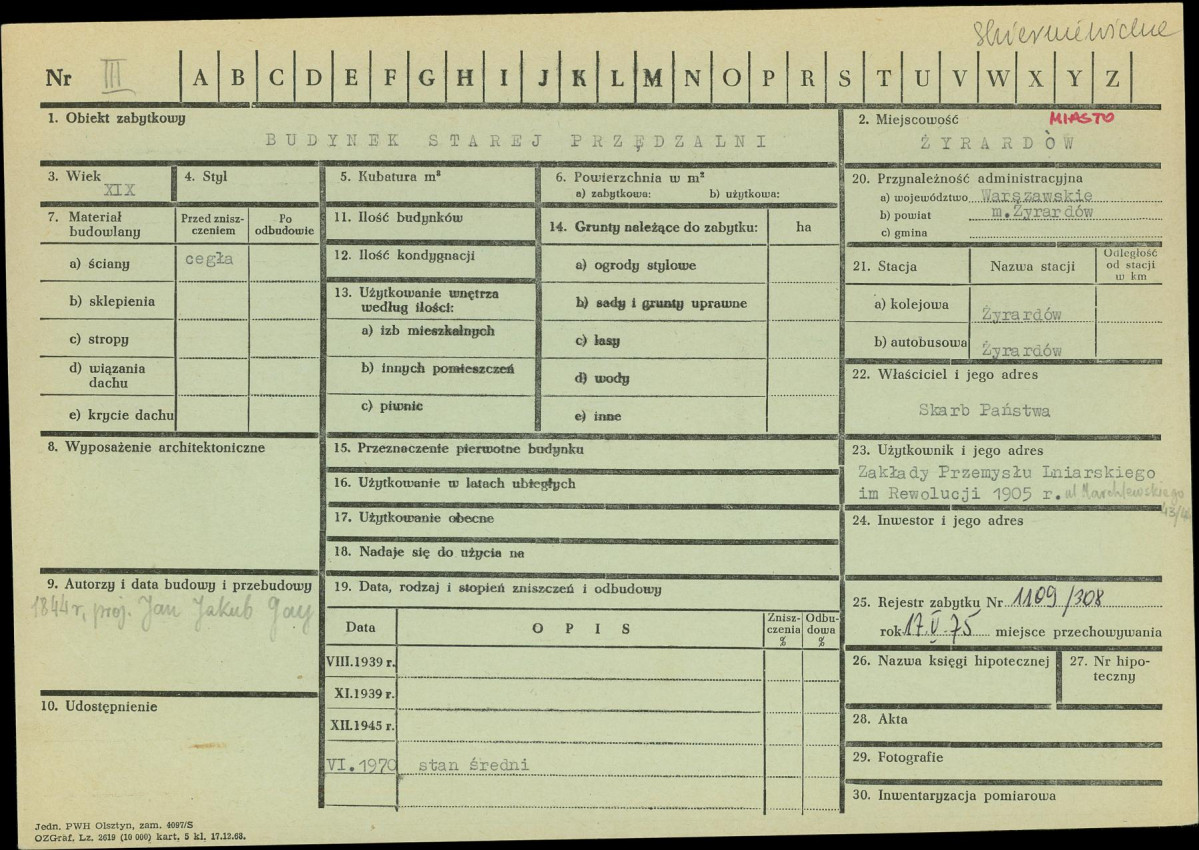 Skierniewickie
Nr III A B C D E F G H I J K L M N O P R S T U V W X Y Z
1. Obiekt zabytkowy
BUDYNEK STAREJ PRZĘDZALNI
2. Miejscowość MIASTO
ŻYRARDÓW
3. Wiek
XIX
4. Styl
5. Kubatura m³
6. Powierzchnia w m²
a) zabytkowa: b) użytkowa:
20. Przynależność administracyjna
a) województwo Warszawskie
b) powiat m.Żyrardów
c) gmina
7. Materiał budowlany
Przed zniszczeniem
Po odbudowie
a) ściany cegła
b) sklepienia
c) stropy
d) wiązania dachu
e) krycie dachu
11. Ilość budynków
12. Ilość kondygnacji
13. Użytkowanie wnętrza
według ilości:
a) izb mieszkalnych
b) innych pomieszczeń
c) piwnic
14. Grunty należące do zabytku: ha
a) ogrody stylowe
b) sady i grunty uprawne
c) lasy
d) wody
e) inne
21. Stacja
Nazwa stacji
Odległość od stacji w km
a) kolejowa Żyrardów
b) autobusowa Żyrardów
22. Właściciel i jego adres
Skarb Państwa
8. Wyposażenie architektoniczne
15. Przeznaczenie pierwotne budynku
16. Użytkowanie w latach ubiegłych
17. Użytkowanie obecne
18. Nadaje się do użycia na
23. Użytkownik i jego adres
Zakłady Przemysłu Lniarskiego
im Rewolucji 1905 r. ul Marchlewskiego
24. Inwestor i jego adres
9. Autorzy i data budowy i przebudowy
1844 r, proj. Jan Jakub Gay
19. Data, rodzaj i stopień zniszczeń i odbudowy
Data
OPIS
Zniszczenia %
Odbudowa %
VIII.1939 r.
XI.1939 r.
XII.1945 r.
VI.1970 stan średni
25. Rejestr zabytku Nr 1109/308
rok 17.V.75 miejsce przechowywania
26. Nazwa księgi hipotecznej
27. Nr hipoteczny
10. Udostępnienie
28. Akta
29. Fotografie
30. Inwentaryzacja pomiarowa
Jedn. PWH Olsztyn, zam. 4097/S
OZGraf. Lz. 2619 (10 000) kart. 5 kl. 17.12.68.